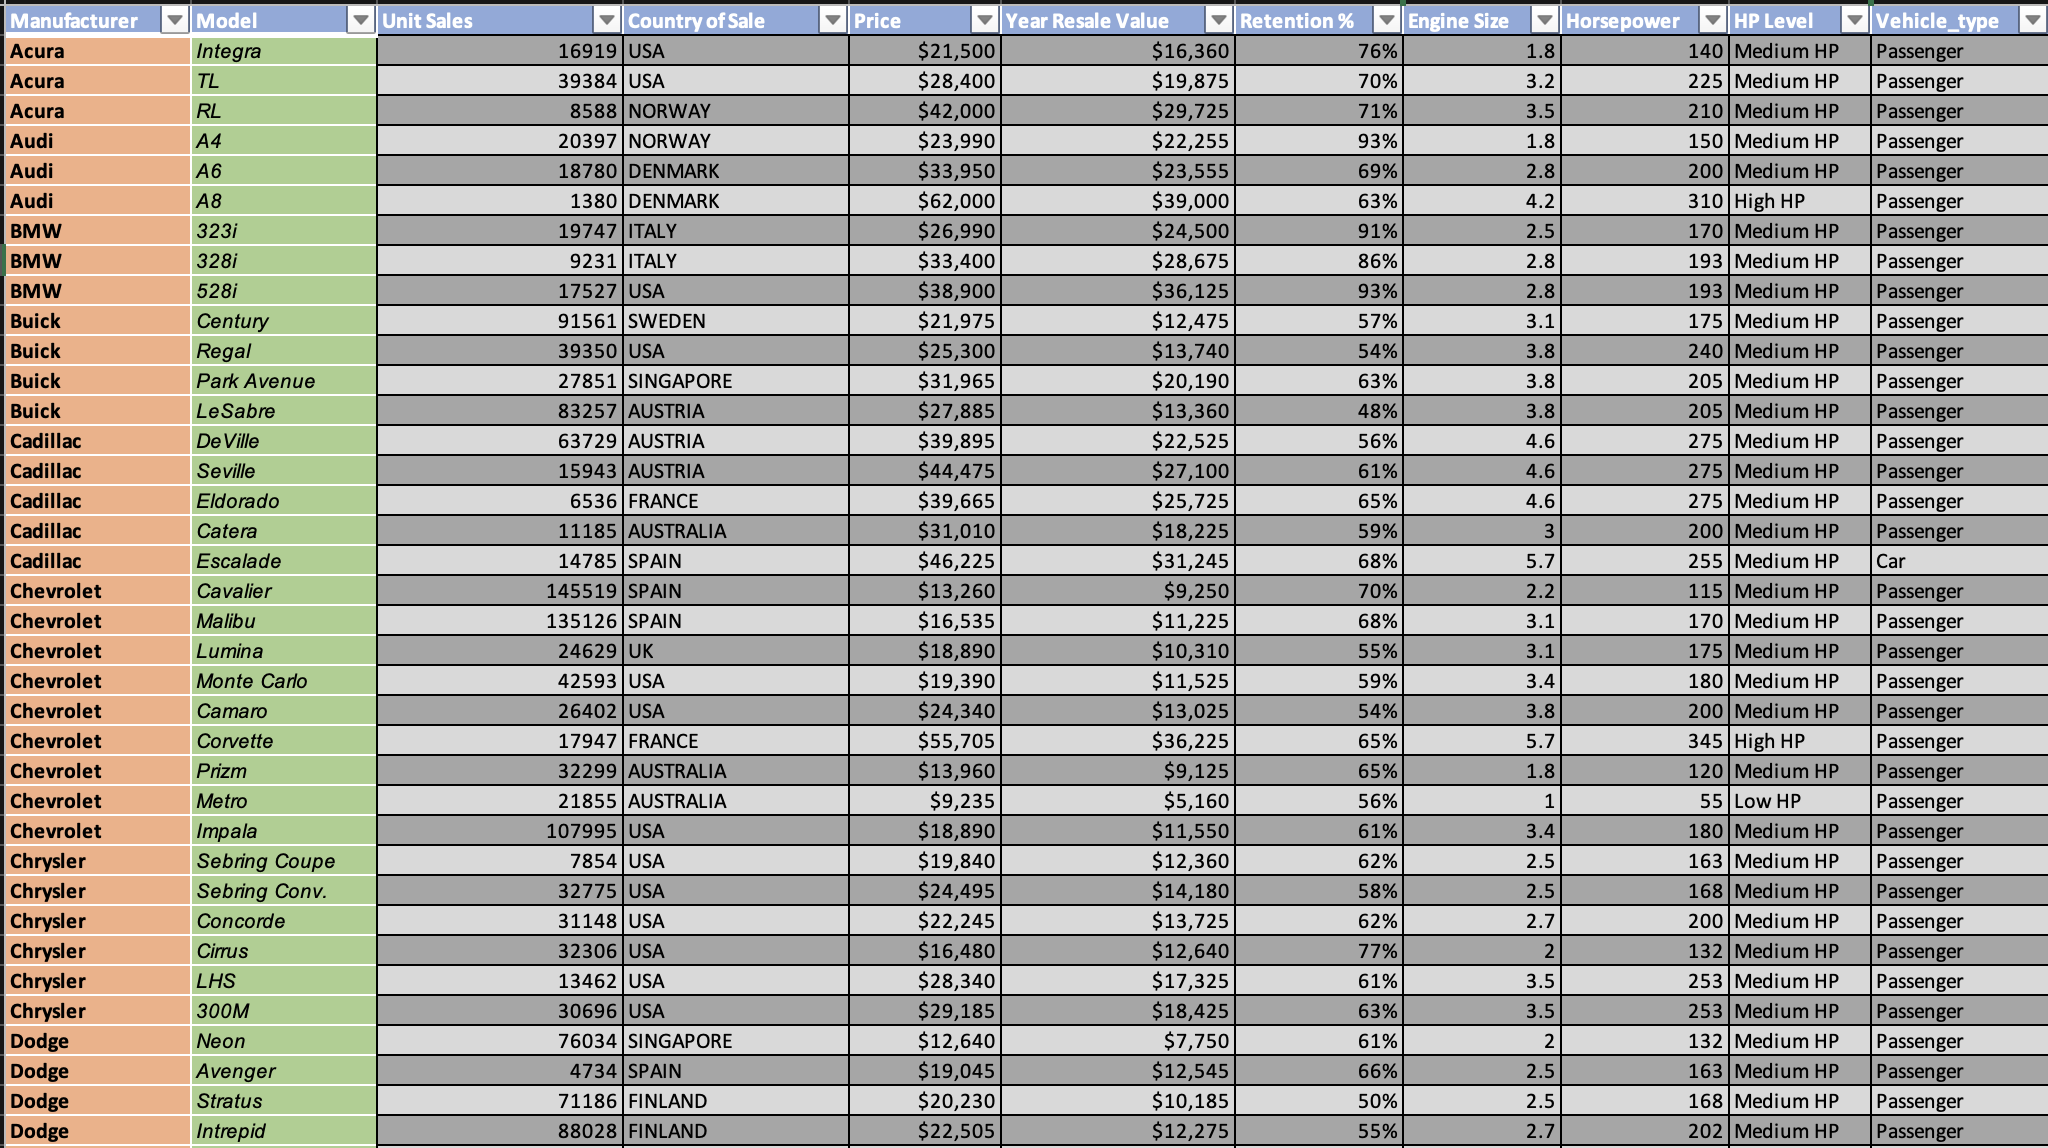 Manufacturer Model Unit Sales Country of Sale Price Year Resale Value Retention % Engine Size Horsepower HP Level Vehicle_type
Acura Integra 16919 USA $21,500 $16,360 76% 1.8 140 Medium HP Passenger
Acura TL 39384 USA $28,400 $19,875 70% 3.2 225 Medium HP Passenger
Acura RL 8588 NORWAY $42,000 $29,725 71% 3.5 210 Medium HP Passenger
Audi A4 20397 NORWAY $23,990 $22,255 93% 1.8 150 Medium HP Passenger
Audi A6 18780 DENMARK $33,950 $23,555 69% 2.8 200 Medium HP Passenger
Audi A8 1380 DENMARK $62,000 $39,000 63% 4.2 310 High HP Passenger
BMW 323i 19747 ITALY $26,990 $24,500 91% 2.5 170 Medium HP Passenger
BMW 328i 9231 ITALY $33,400 $28,675 86% 2.8 193 Medium HP Passenger
BMW 528i 17527 USA $38,900 $36,125 93% 2.8 193 Medium HP Passenger
Buick Century 91561 SWEDEN $21,975 $12,475 57% 3.1 175 Medium HP Passenger
Buick Regal 39350 USA $25,300 $13,740 54% 3.8 240 Medium HP Passenger
Buick Park Avenue 27851 SINGAPORE $31,965 $20,190 63% 3.8 205 Medium HP Passenger
Buick LeSabre 83257 AUSTRIA $27,885 $13,360 48% 3.8 205 Medium HP Passenger
Cadillac DeVille 63729 AUSTRIA $39,895 $22,525 56% 4.6 275 Medium HP Passenger
Cadillac Seville 15943 AUSTRIA $44,475 $27,100 61% 4.6 275 Medium HP Passenger
Cadillac Eldorado 6536 FRANCE $39,665 $25,725 65% 4.6 275 Medium HP Passenger
Cadillac Catera 11185 AUSTRALIA $31,010 $18,225 59% 3 200 Medium HP Passenger
Cadillac Escalade 14785 SPAIN $46,225 $31,245 68% 5.7 255 Medium HP Car
Chevrolet Cavalier 145519 SPAIN $13,260 $9,250 70% 2.2 115 Medium HP Passenger
Chevrolet Malibu 135126 SPAIN $16,535 $11,225 68% 3.1 170 Medium HP Passenger
Chevrolet Lumina 24629 UK $18,890 $10,310 55% 3.1 175 Medium HP Passenger
Chevrolet Monte Carlo 42593 USA $19,390 $11,525 59% 3.4 180 Medium HP Passenger
Chevrolet Camaro 26402 USA $24,340 $13,025 54% 3.8 200 Medium HP Passenger
Chevrolet Corvette 17947 FRANCE $55,705 $36,225 65% 5.7 345 High HP Passenger
Chevrolet Prizm 32299 AUSTRALIA $13,960 $9,125 65% 1.8 120 Medium HP Passenger
Chevrolet Metro 21855 AUSTRALIA $9,235 $5,160 56% 1 55 Low HP Passenger
Chevrolet Impala 107995 USA $18,890 $11,550 61% 3.4 180 Medium HP Passenger
Chrysler Sebring Coupe 7854 USA $19,840 $12,360 62% 2.5 163 Medium HP Passenger
Chrysler Sebring Conv. 32775 USA $24,495 $14,180 58% 2.5 168 Medium HP Passenger
Chrysler Concorde 31148 USA $22,245 $13,725 62% 2.7 200 Medium HP Passenger
Chrysler Cirrus 32306 USA $16,480 $12,640 77% 2 132 Medium HP Passenger
Chrysler LHS 13462 USA $28,340 $17,325 61% 3.5 253 Medium HP Passenger
Chrysler 300M 30696 USA $29,185 $18,425 63% 3.5 253 Medium HP Passenger
Dodge Neon 76034 SINGAPORE $12,640 $7,750 61% 2 132 Medium HP Passenger
Dodge Avenger 4734 SPAIN $19,045 $12,545 66% 2.5 163 Medium HP Passenger
Dodge Stratus 71186 FINLAND $20,230 $10,185 50% 2.5 168 Medium HP Passenger
Dodge Intrepid 88028 FINLAND $22,505 $12,275 55% 2.7 202 Medium HP Passenger